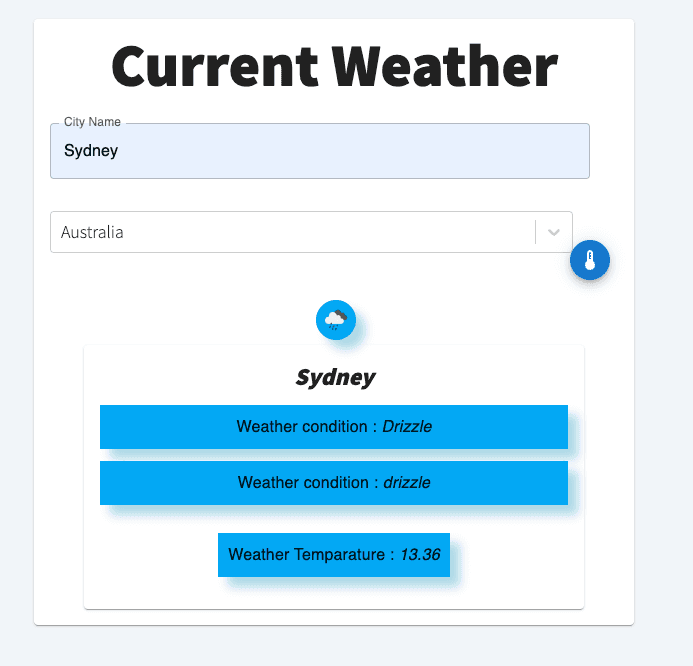 Current Weather
City Name
Sydney
Australia
Sydney
Weather condition : Drizzle
Weather condition : drizzle
Weather Temparature : 13.36